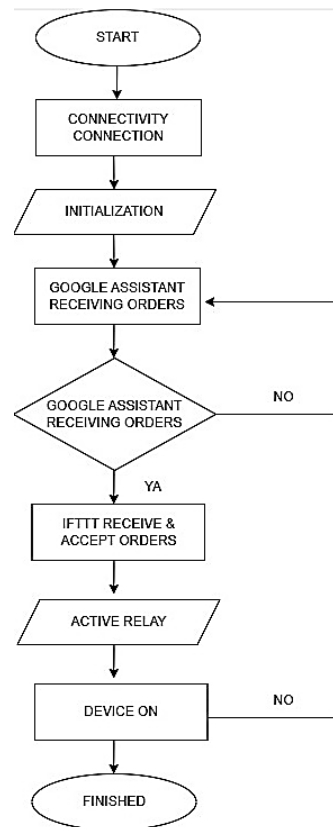 START
CONNECTIVITY
CONNECTION
INITIALIZATION
GOOGLE ASSISTANT
RECEIVING ORDERS
GOOGLE ASSISTANT
RECEIVING ORDERS
NO
YA
IFTTT RECEIVE &
ACCEPT ORDERS
ACTIVE RELAY
DEVICE ON
NO
FINISHED